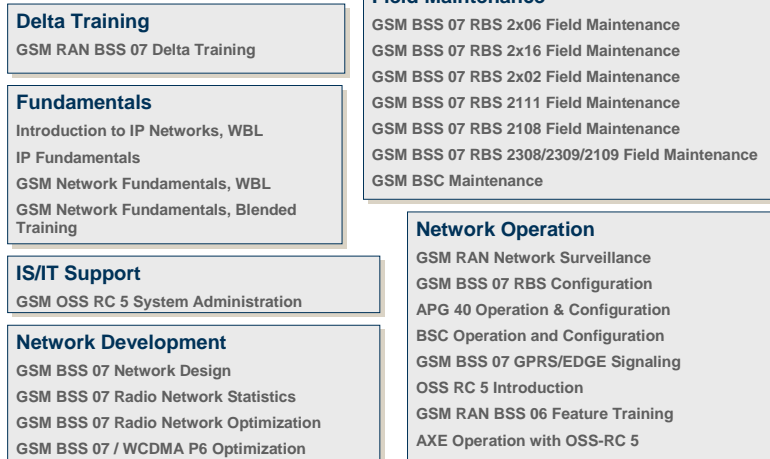 Delta Training
GSM RAN BSS 07 Delta Training
Fundamentals
Introduction to IP Networks, WBL
IP Fundamentals
GSM Network Fundamentals, WBL
GSM Network Fundamentals, Blended
Training
IS/IT Support
GSM OSS RC 5 System Administration
Network Development
GSM BSS 07 Network Design
GSM BSS 07 Radio Network Statistics
GSM BSS 07 Radio Network Optimization
GSM BSS 07 / WCDMA P6 Optimization
Field Maintenance
GSM BSS 07 RBS 2x06 Field Maintenance
GSM BSS 07 RBS 2x16 Field Maintenance
GSM BSS 07 RBS 2x02 Field Maintenance
GSM BSS 07 RBS 2111 Field Maintenance
GSM BSS 07 RBS 2108 Field Maintenance
GSM BSS 07 RBS 2308/2309/2109 Field Maintenance
GSM BSC Maintenance
Network Operation
GSM RAN Network Surveillance
GSM BSS 07 RBS Configuration
APG 40 Operation & Configuration
BSC Operation and Configuration
GSM BSS 07 GPRS/EDGE Signaling
OSS RC 5 Introduction
GSM RAN BSS 06 Feature Training
AXE Operation with OSS-RC 5